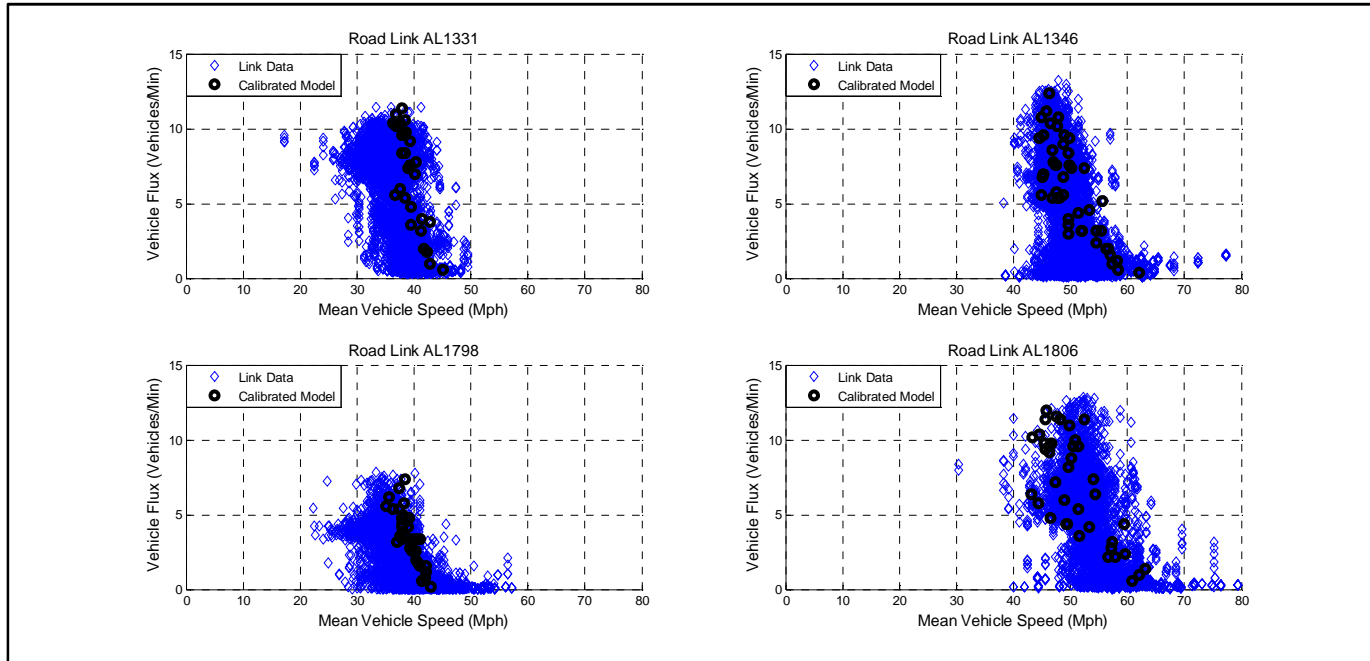 Road Link AL1331
15
10
5
0
Vehicle Flux (Vehicles/Min)
Link Data
Calibrated Model
0 10 20 30 40 50 60 70 80
Mean Vehicle Speed (Mph)
Road Link AL1346
15
10
5
0
Vehicle Flux (Vehicles/Min)
Link Data
Calibrated Model
0 10 20 30 40 50 60 70 80
Mean Vehicle Speed (Mph)
Road Link AL1798
15
10
5
0
Vehicle Flux (Vehicles/Min)
Link Data
Calibrated Model
0 10 20 30 40 50 60 70 80
Mean Vehicle Speed (Mph)
Road Link AL1806
15
10
5
0
Vehicle Flux (Vehicles/Min)
Link Data
Calibrated Model
0 10 20 30 40 50 60 70 80
Mean Vehicle Speed (Mph)